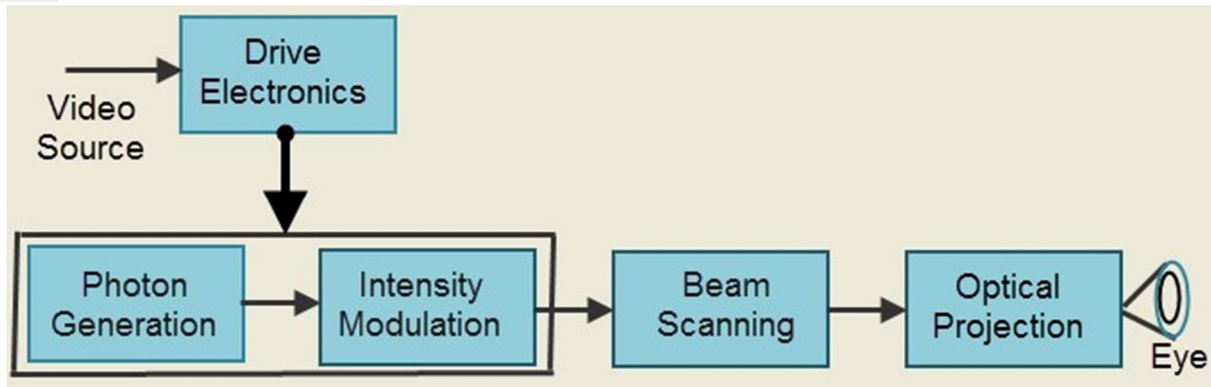 Drive
Electronics
Video
Source
Photon
Generation
Intensity
Modulation
Beam
Scanning
Optical
Projection
Eye